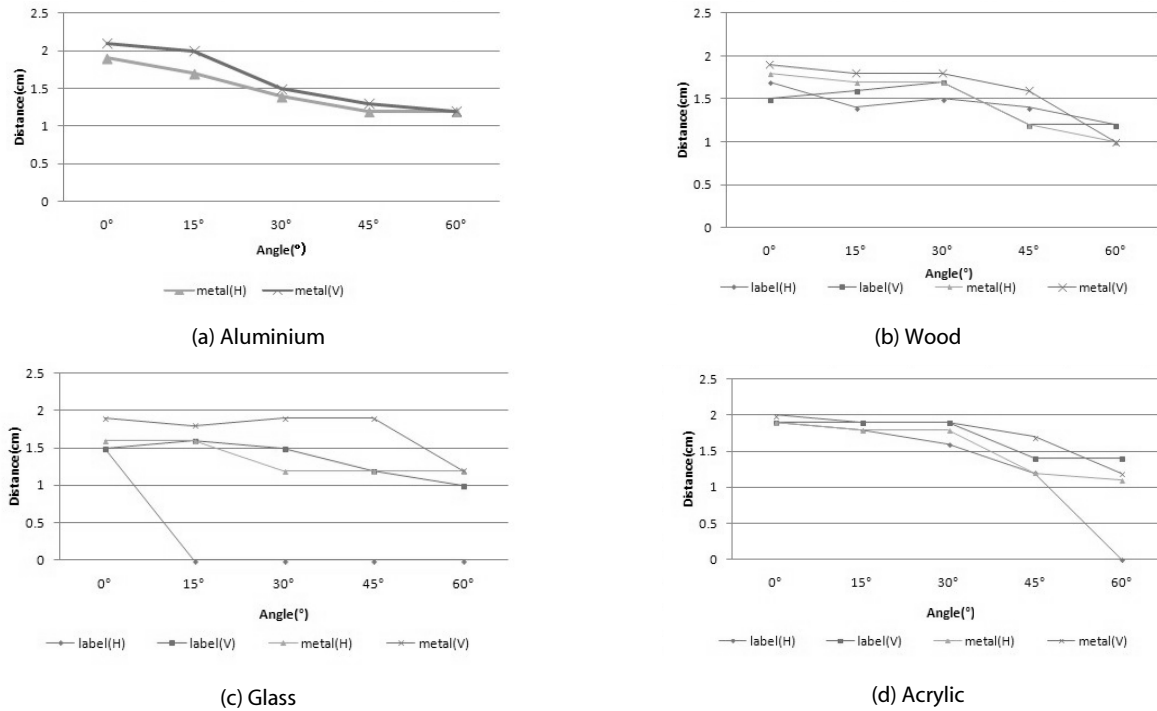 2.5
2
1.5
1
0.5
0
Distance(cm)
0° 15° 30° 45° 60°
Angle(°)
metal(H) metal(V)
(a) Aluminium
2.5
2
1.5
1
0.5
0
Distance(cm)
0° 15° 30° 45° 60°
Angle(°)
label(H) label(V) metal(H) metal(V)
(b) Wood
2.5
2
1.5
1
0.5
0
Distance(cm)
0° 15° 30° 45° 60°
Angle(°)
label(H) label(V) metal(H) metal(V)
(c) Glass
2.5
2
1.5
1
0.5
0
Distance(cm)
0° 15° 30° 45° 60°
Angle(°)
label(H) label(V) metal(H) metal(V)
(d) Acrylic